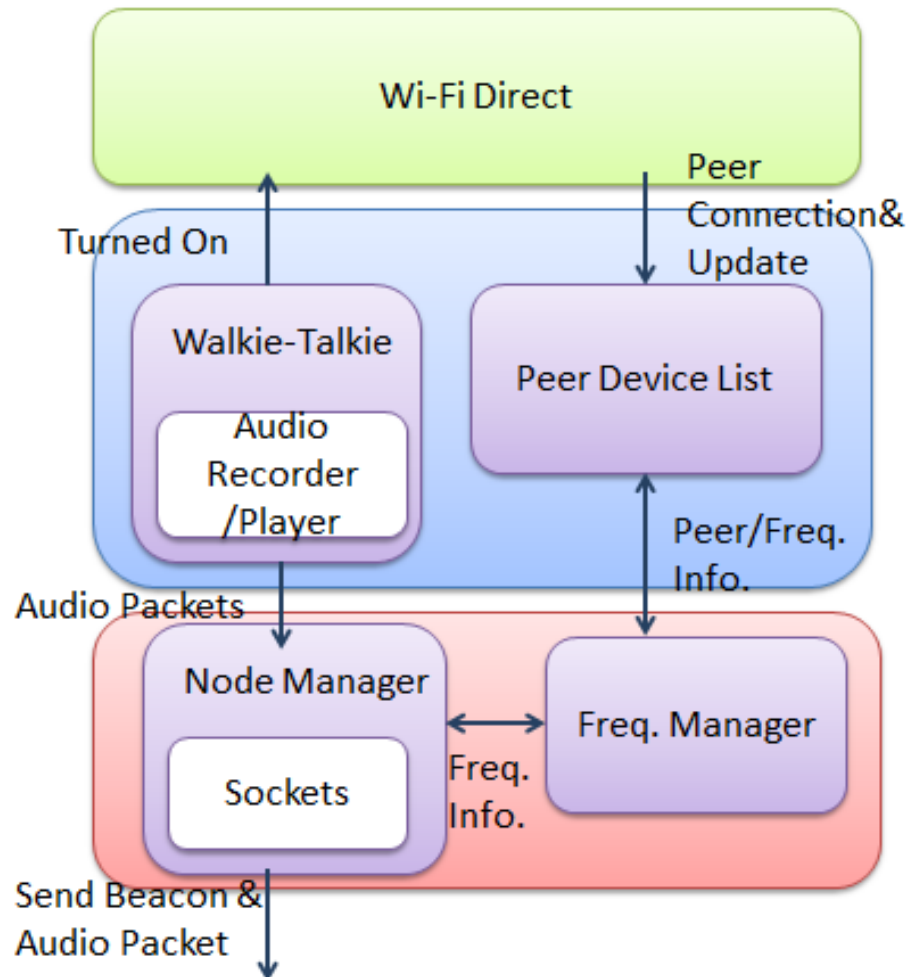 Wi-Fi Direct
Peer
Connection&
Update
Turned On
Walkie-Talkie
Audio
Recorder
/Player
Peer Device List
Peer/Freq.
Info.
Audio Packets
Node Manager
Sockets
Freq.
Info.
Freq. Manager
Send Beacon &
Audio Packet